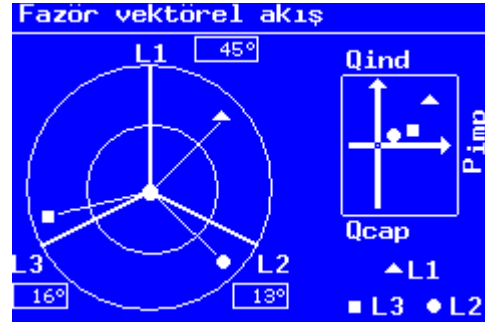 Fazör vektörel akış
L1 45°
Qind
Pimp
Qcap
L3 L2
▲L1
16° 13°
■L3 ●L2